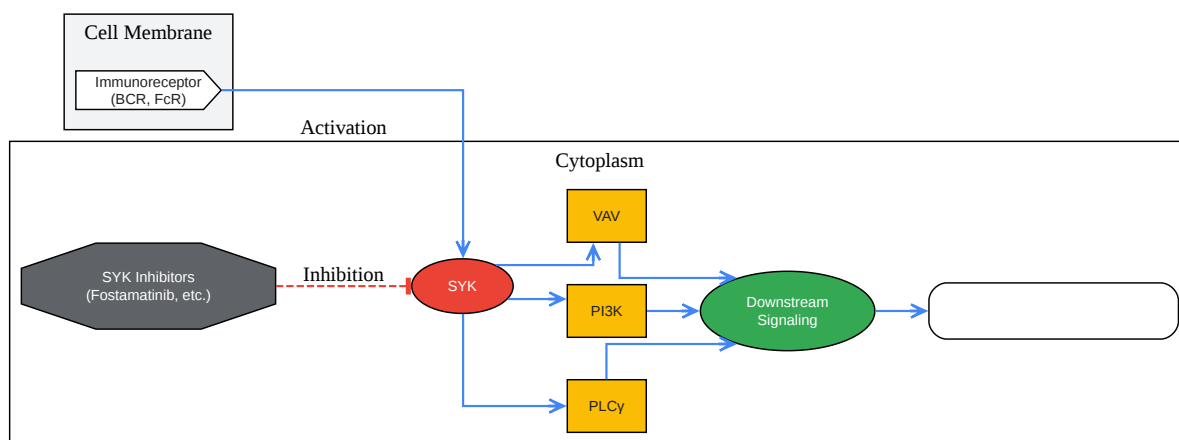 Cell Membrane
Immunoreceptor
(BCR, FcR)
Activation
Cytoplasm
VAV
SYK Inhibitors
(Fostamatinib, etc.)
Inhibition
SYK
PI3K
Downstream
Signaling
PLCγ